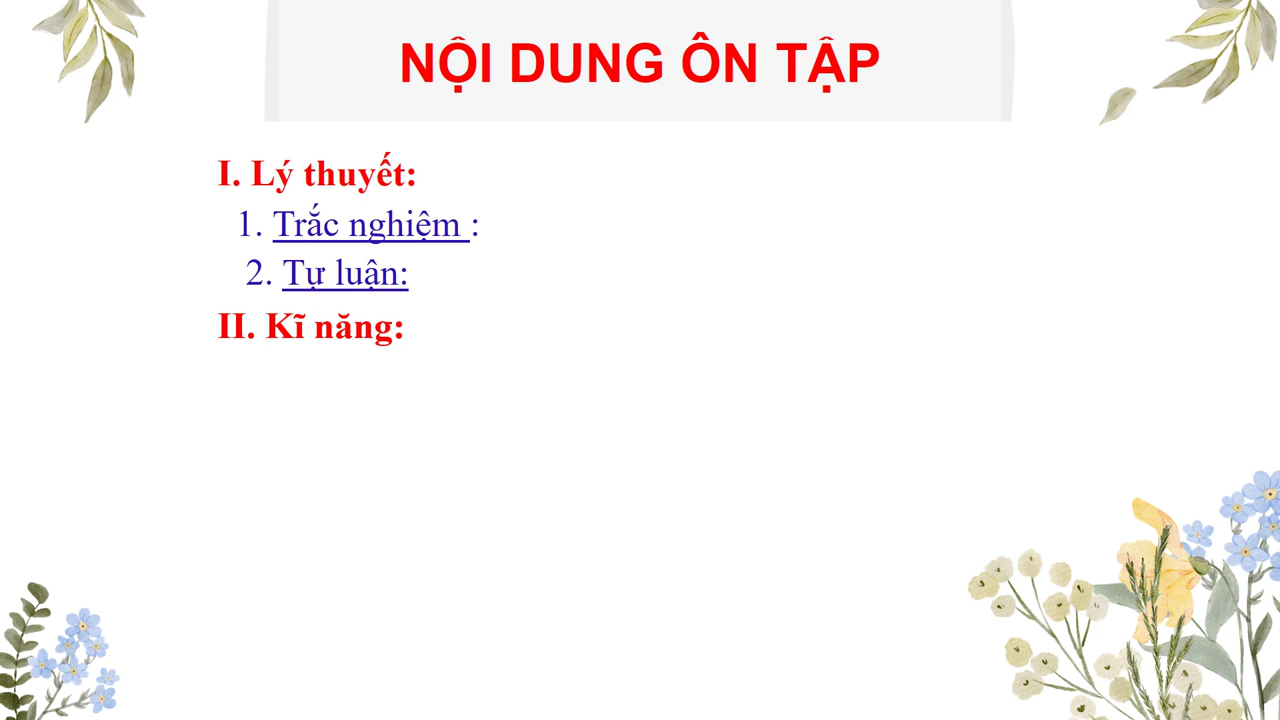 NỘI DUNG ÔN TẬP
I. Lý thuyết:
1. Trắc nghiệm :
2. Tự luận:
II. Kĩ năng: